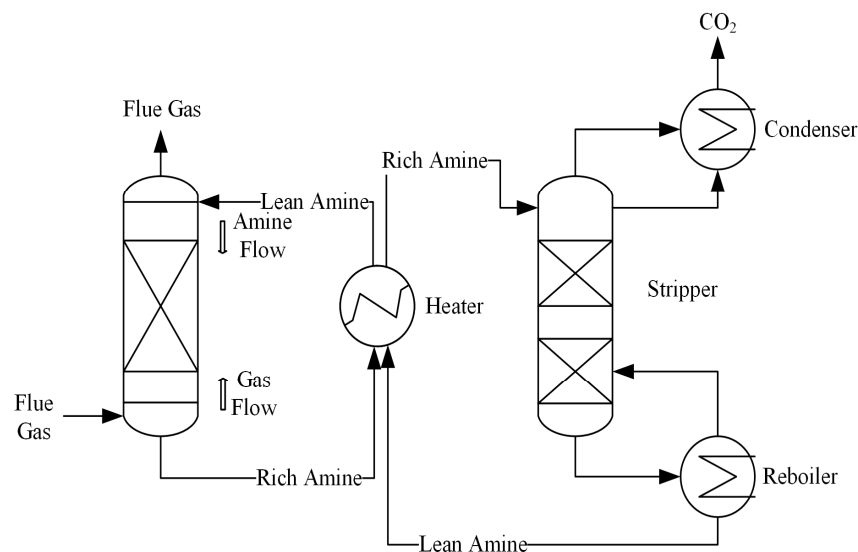 CO₂
Flue Gas
Condenser
Rich Amine
Lean Amine
Amine
Flow
Heater
Stripper
Gas
Flow
Flue
Gas
Rich Amine
Reboiler
Lean Amine